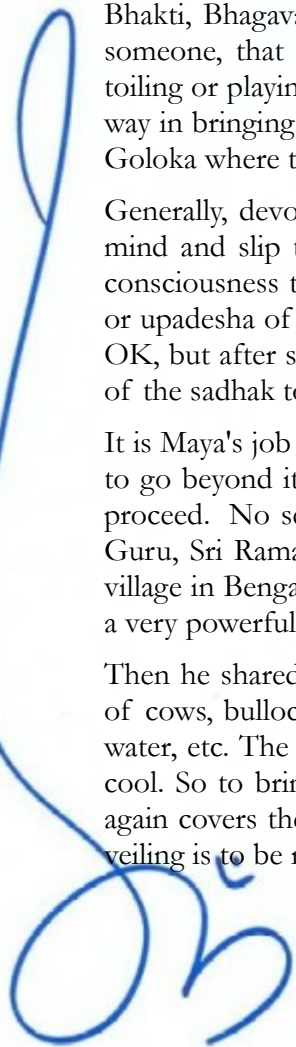 Bhakti, Bhagava
someone, that
toiling or playin
way in bringing
Goloka where t
Generally, devo
mind and slip t
consciousness t
or upadesha of
OK, but after s
of the sadhak to
It is Maya's job
to go beyond it
proceed. No se
Guru, Sri Rama
village in Benga
a very powerful
Then he shared
of cows, bulloc
water, etc. The
cool. So to brin
again covers the
veiling is to be r